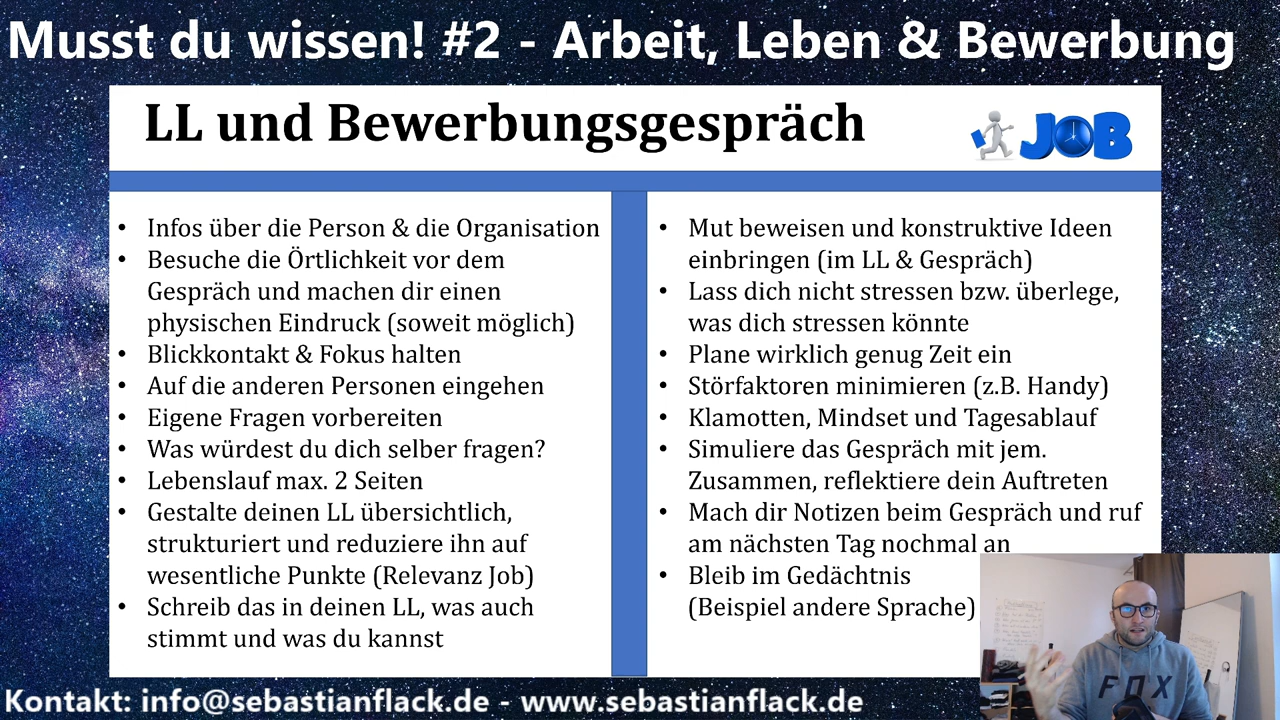 Musst du wissen! #2 - Arbeit, Leben & Bewerbung
LL und Bewerbungsgespräch
JOB
• Infos über die Person & die Organisation
• Besuche die Örtlichkeit vor dem
Gespräch und machen dir einen
physischen Eindruck (soweit möglich)
• Blickkontakt & Fokus halten
• Auf die anderen Personen eingehen
• Eigene Fragen vorbereiten
• Was würdest du dich selber fragen?
• Lebenslauf max. 2 Seiten
• Gestalte deinen LL übersichtlich,
strukturiert und reduziere ihn auf
wesentliche Punkte (Relevanz Job)
• Schreib das in deinen LL, was auch
stimmt und was du kannst
• Mut beweisen und konstruktive Ideen
einbringen (im LL & Gespräch)
• Lass dich nicht stressen bzw. überlege,
was dich stressen könnte
• Plane wirklich genug Zeit ein
• Störfaktoren minimieren (z.B. Handy)
• Klamotten, Mindset und Tagesablauf
• Simuliere das Gespräch mit jem.
Zusammen, reflektiere dein Auftreten
• Mach dir Notizen beim Gespräch und ruf
am nächsten Tag nochmal an
• Bleib im Gedächtnis
(Beispiel andere Sprache)
FOX
Kontakt: info@sebastianflack.de - www.sebastianflack.de